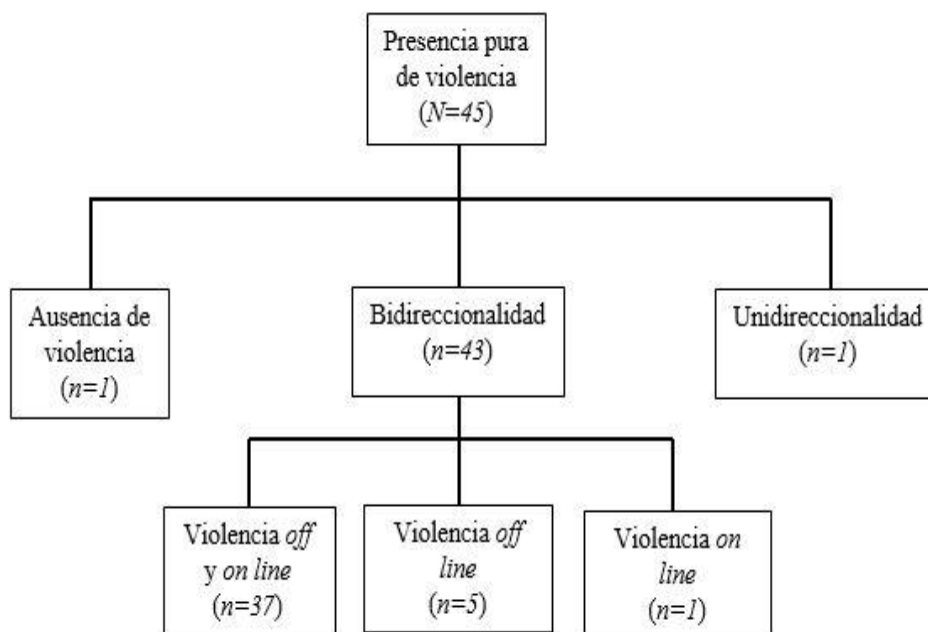 Presencia pura
de violencia
(N=45)
Ausencia de
violencia
(n=1)
Bidireccionalidad
(n=43)
Unidireccionalidad
(n=1)
Violencia off
y on line
(n=37)
Violencia off
line
(n=5)
Violencia on
line
(n=1)